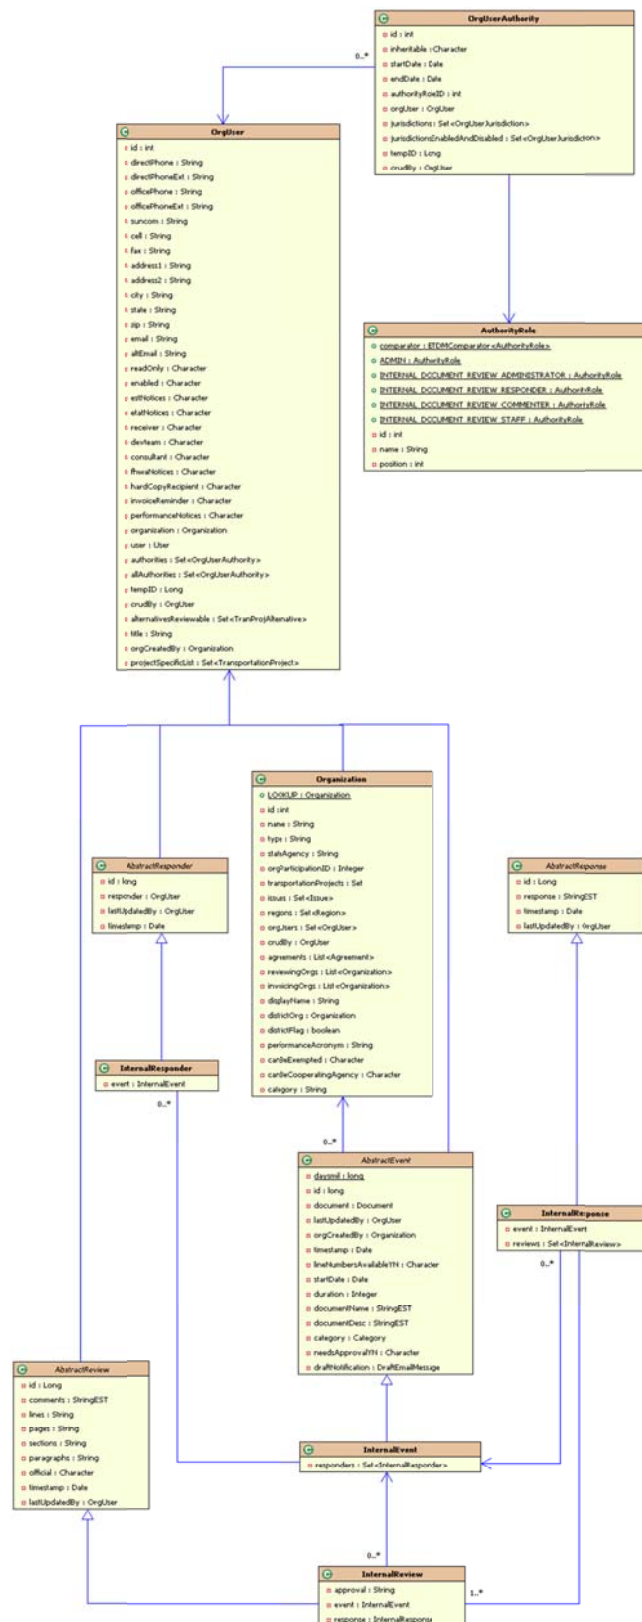 OrgUserAuthority
id : int
inheritable : Character
startDate : Date
endDate : Date
authorityRoleID : int
orgUser : OrgUser
jurisdictions : Set<OrgUserJurisdiction>
jurisdictionsEnabledAndDisabled : Set<OrgUserJurisdiction>
tempID : Long
crudBy : OrgUser
0..*
OrgUser
id : int
directPhone : String
directPhoneExt : String
officePhone : String
officePhoneExt : String
suncom : String
cell : String
fax : String
address1 : String
address2 : String
city : String
state : String
zip : String
email : String
altEmail : String
readOnly : Character
enabled : Character
estNotices : Character
etatNotices : Character
receiver : Character
devteam : Character
consultant : Character
fhwaNotices : Character
hardCopyRecipient : Character
invoiceReminder : Character
performanceNotices : Character
organization : Organization
user : User
authorities : Set<OrgUserAuthority>
allAuthorities : Set<OrgUserAuthority>
tempID : Long
crudBy : OrgUser
alternativesReviewable : Set<TranProjAlternative>
title : String
orgCreatedBy : Organization
projectSpecificList : Set<TransportationProject>
AuthorityRole
comparator : ETDMComparator<AuthorityRole>
ADMIN : AuthorityRole
INTERNAL_DOCUMENT_REVIEW_ADMINISTRATOR : AuthorityRole
INTERNAL_DOCUMENT_REVIEW_RESPONDER : AuthorityRole
INTERNAL_DOCUMENT_REVIEW_COMMENTER : AuthorityRole
INTERNAL_DOCUMENT_REVIEW_STAFF : AuthorityRole
id : int
name : String
position : int
Organization
LOOKUP : Organization
id : int
name : String
type : String
stateAgency : String
orgParticipationID : Integer
transportationProjects : Set
issues : Set<Issue>
regions : Set<Region>
orgUsers : Set<OrgUser>
crudBy : OrgUser
agreements : List<Agreement>
reviewingOrgs : List<Organization>
invoicingOrgs : List<Organization>
displayName : String
districtOrg : Organization
districtFlag : boolean
performanceAcronym : String
canBeExempted : Character
canBeCooperatingAgency : Character
category : String
AbstractResponder
id : long
responder : OrgUser
lastUpdatedBy : OrgUser
timestamp : Date
AbstractReponse
id : Long
response : StringEST
timestamp : Date
lastUpdatedBy : OrgUser
InternalResponder
event : InternalEvent
0..*
0..*
AbstractEvent
daysmil : long
id : long
document : Document
lastUpdatedBy : OrgUser
orgCreatedBy : Organization
timestamp : Date
lineNumbersAvailableYN : Character
startDate : Date
duration : Integer
documentName : StringEST
documentDesc : StringEST
category : Category
needsApprovalYN : Character
draftNotification : DraftEmailMessage
InternalReponse
event : InternalEvent
reviews : Set<InternalReview>
0..*
AbstractReview
id : Long
comments : StringEST
lines : String
pages : String
sections : String
paragraphs : String
official : Character
timestamp : Date
lastUpdatedBy : OrgUser
InternalEvent
responders : Set<InternalResponder>
0..*
InternalReview
approval : String
event : InternalEvent
response : InternalResponse
1..*